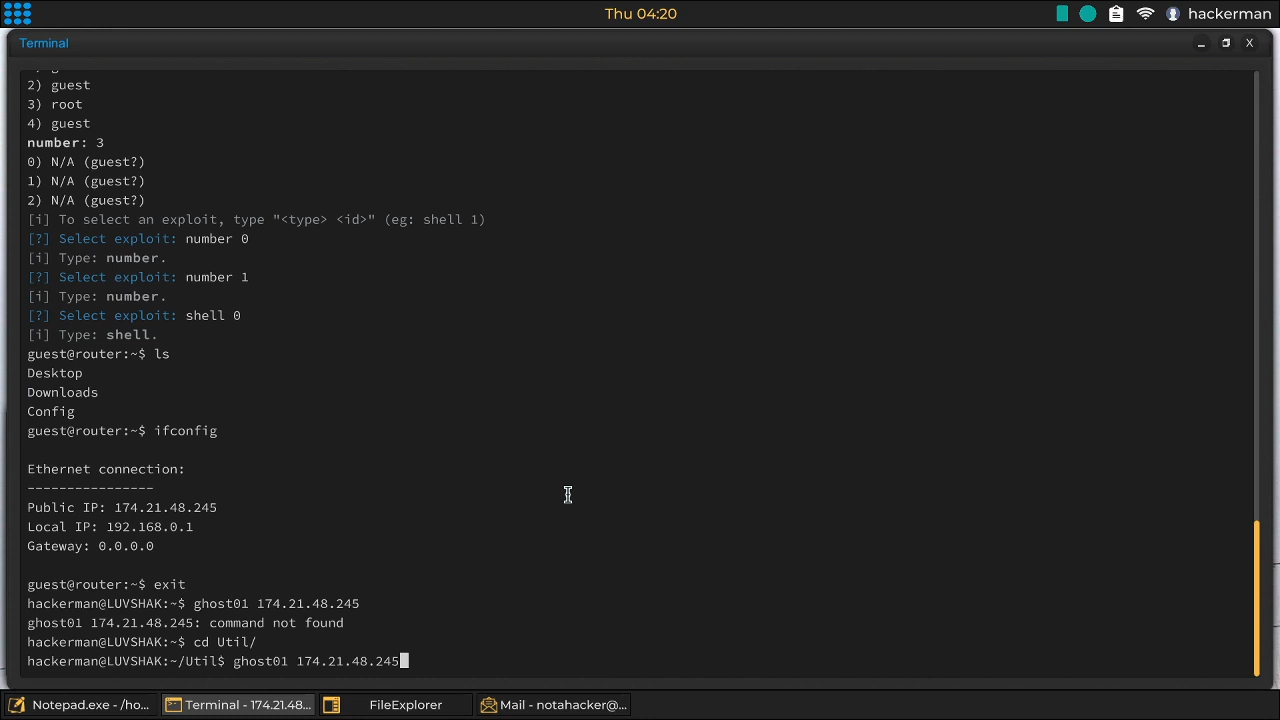 Thu 04:20
hackerman
Terminal
2) guest
3) root
4) guest
number: 3
0) N/A (guest?)
1) N/A (guest?)
2) N/A (guest?)
[i] To select an exploit, type "<type> <id>" (eg: shell 1)
[?] Select exploit: number 0
[i] Type: number.
[?] Select exploit: number 1
[i] Type: number.
[?] Select exploit: shell 0
[i] Type: shell.
guest@router:~$ ls
Desktop
Downloads
Config
guest@router:~$ ifconfig
Ethernet connection:
----------------
Public IP: 174.21.48.245
Local IP: 192.168.0.1
Gateway: 0.0.0.0
guest@router:~$ exit
hackerman@LUVSHAK:~$ ghost01 174.21.48.245
ghost01 174.21.48.245: command not found
hackerman@LUVSHAK:~$ cd Util/
hackerman@LUVSHAK:~/Util$ ghost01 174.21.48.245
Notepad.exe - /ho...
Terminal - 174.21.48...
FileExplorer
Mail - notahacker@...